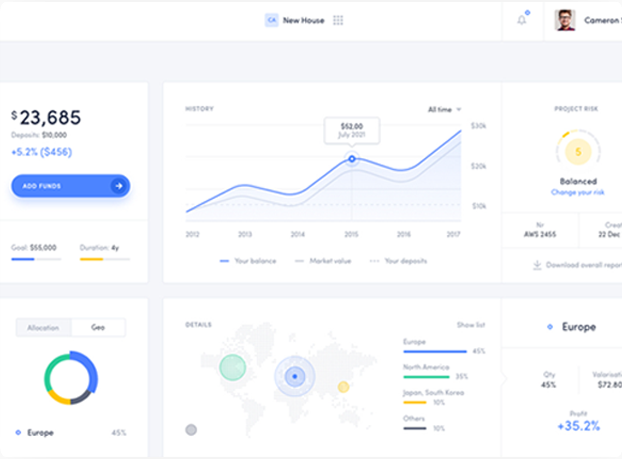 CA New House
Cameron
$23,685
Deposits: $10,000
+5.2% ($456)
ADD FUNDS
Goal: $55,000
Duration: 4y
HISTORY
All time
$52.00
July 2021
$30k
$20k
$10k
2012 2013 2014 2015 2016 2017
Your balance
Market value
Your deposits
PROJECT RISK
5
Balanced
Change your risk
Nr
AWS 2455
Creat
22 Dec
Download overall repor
Allocation
Geo
Europe 45%
DETAILS
Show list
Europe
45%
North America
35%
Japan, South Korea
10%
Others
10%
Europe
Qty
45%
Valorisati
$72.80
Profit
+35.2%